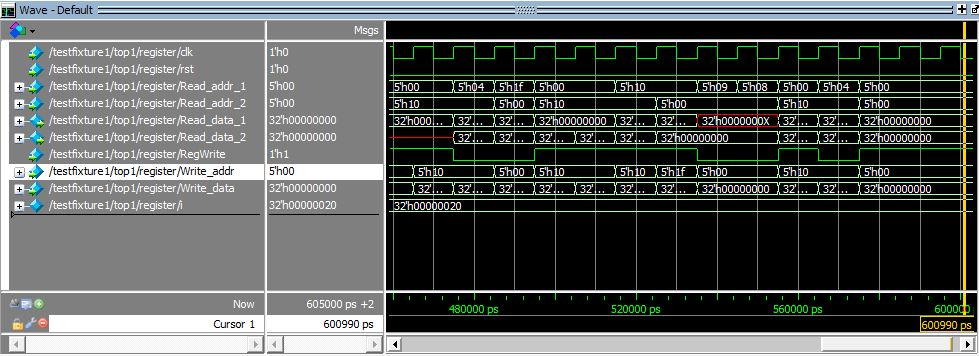 Wave - Default
Msgs
/testfixture1/top1/register/clk 1'h0
/testfixture1/top1/register/rst 1'h0
/testfixture1/top1/register/Read_addr_1 5'h00 5'h00 5'h04 5'h1f 5'h00 5'h10 5'h09 5'h08 5'h00 5'h04 5'h00
/testfixture1/top1/register/Read_addr_2 5'h00 5'h10 5'h00 5'h10 5'h00 5'h10 5'h00
/testfixture1/top1/register/Read_data_1 32'h00000000 32'h000... 32'... 32'... 32'h00000000 32'... 32'... 32'h0000000X 32'... 32'... 32'h00000000
/testfixture1/top1/register/Read_data_2 32'h00000000 32'... 32'... 32'... 32'... 32'h00000000 32'... 32'... 32'h00000000
/testfixture1/top1/register/RegWrite 1'h1
/testfixture1/top1/register/Write_addr 5'h00 5'h10 5'h00 5'h10 5'h1f 5'h00 5'h10 5'h00 5'h10 5'h00
/testfixture1/top1/register/Write_data 32'h00000000 32'... 32'... 32'... 32'... 32'... 32'... 32'... 32'h00000000 32'... 32'... 32'h00000000
/testfixture1/top1/register/i 32'h00000020 32'h00000020
Now 605000 ps +2 480000 ps 520000 ps 560000 ps 600000
Cursor 1 600990 ps 600990 ps